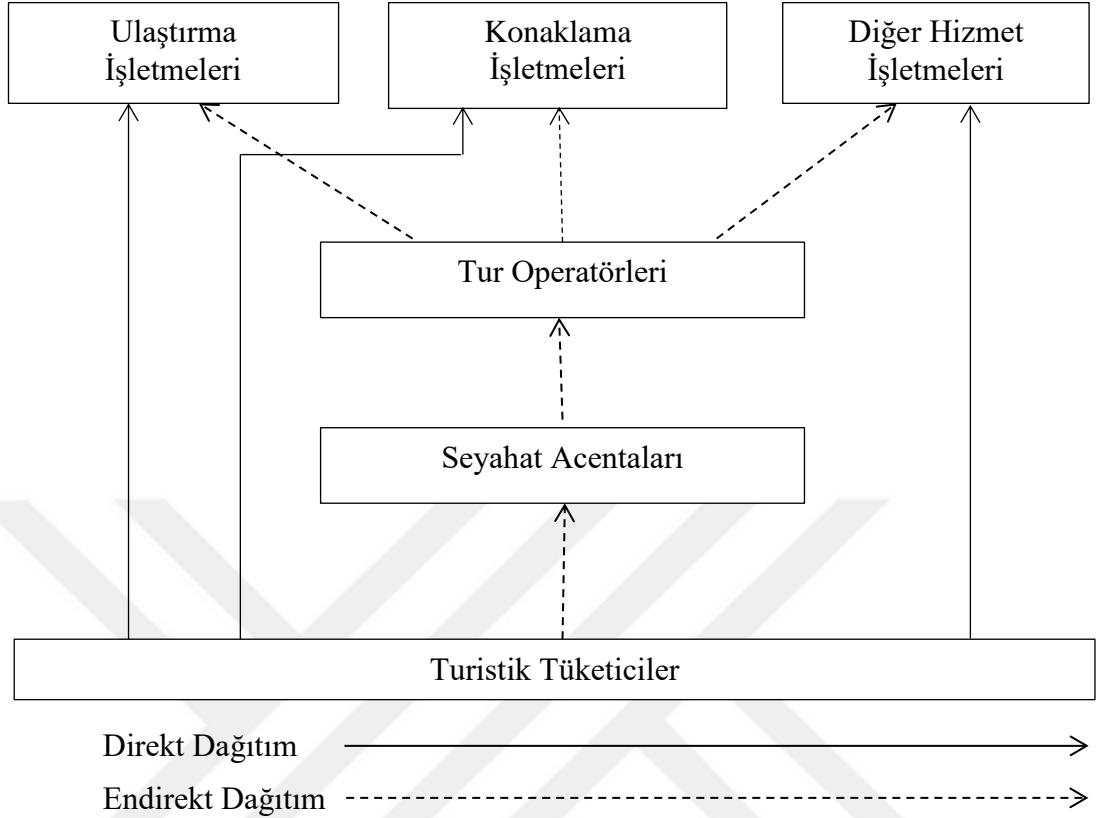 Ulaştırma
İşletmeleri
Konaklama
İşletmeleri
Diğer Hizmet
İşletmeleri
Tur Operatörleri
Seyahat Acentaları
Turistik Tüketiciler
Direkt Dağıtım
Endirekt Dağıtım